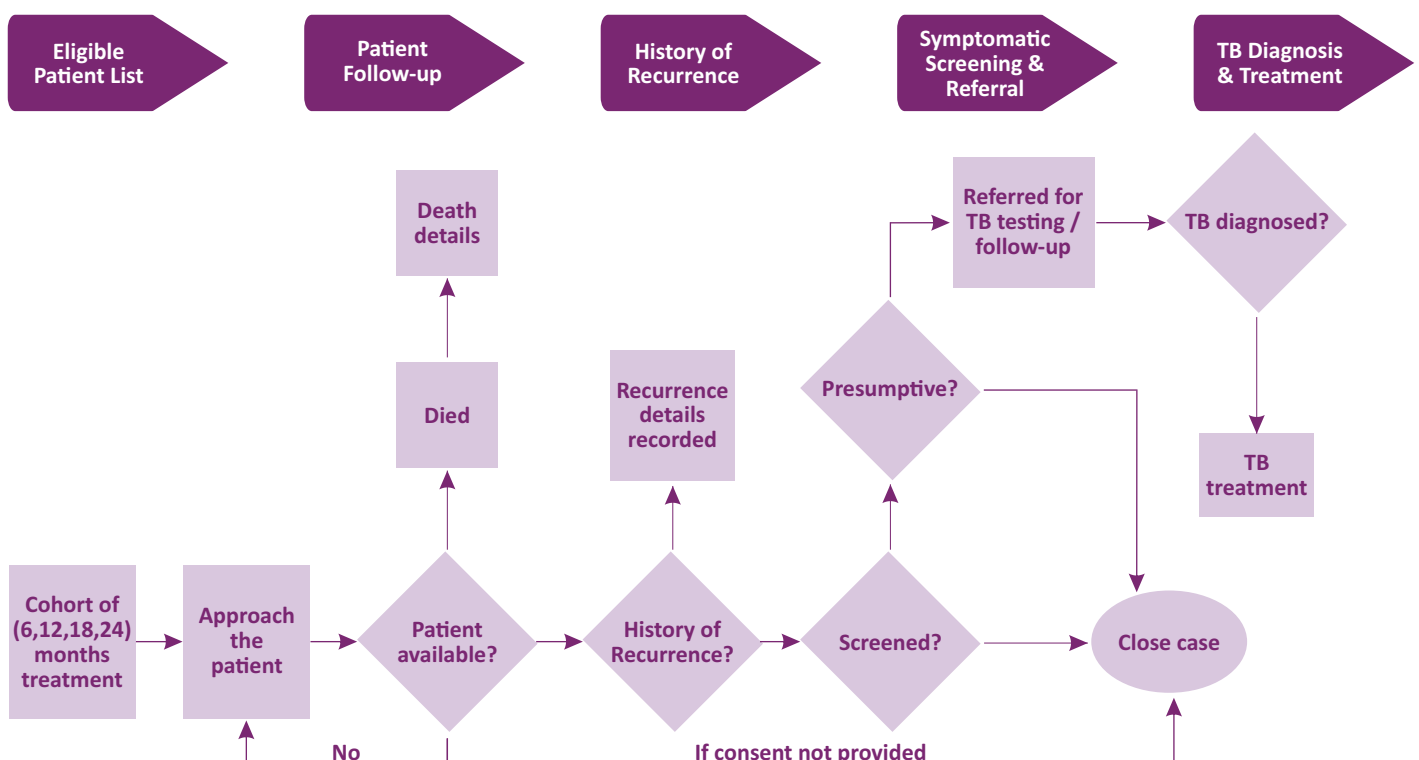 Eligible
Patient List
Patient
Follow-up
History of
Recurrence
Symptomatic
Screening &
Referral
TB Diagnosis
& Treatment
Death
details
Referred for
TB testing /
follow-up
TB diagnosed?
Died
Recurrence
details
recorded
Presumptive?
TB
treatment
Cohort of
(6,12,18,24)
months
treatment
Approach
the
patient
Patient
available?
History of
Recurrence?
Screened?
Close case
No
If consent not provided